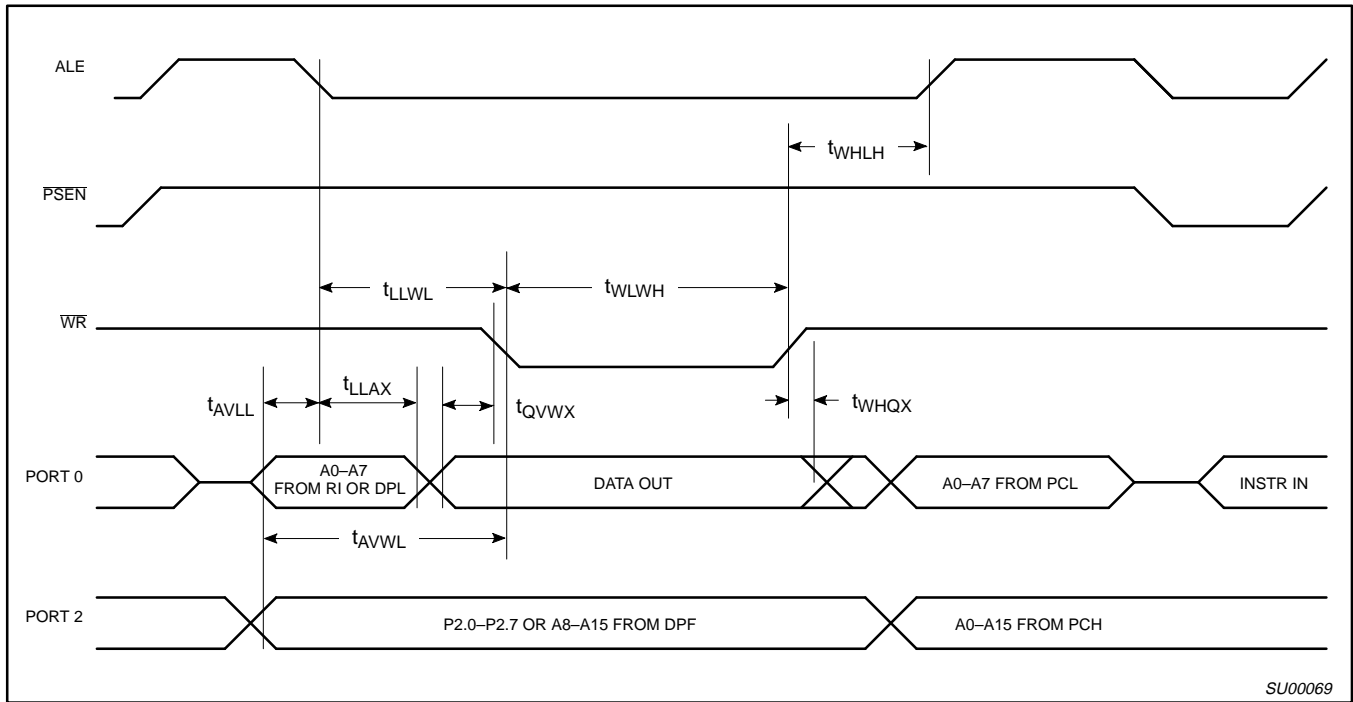 ALE
tWHLH
PSEN
tLLWL
tWLWH
WR
tAVLL
tLLAX
tQVWX
tWHQX
PORT 0
A0–A7
FROM RI OR DPL
DATA OUT
A0–A7 FROM PCL
INSTR IN
tAVWL
PORT 2
P2.0–P2.7 OR A8–A15 FROM DPF
A0–A15 FROM PCH
SU00069